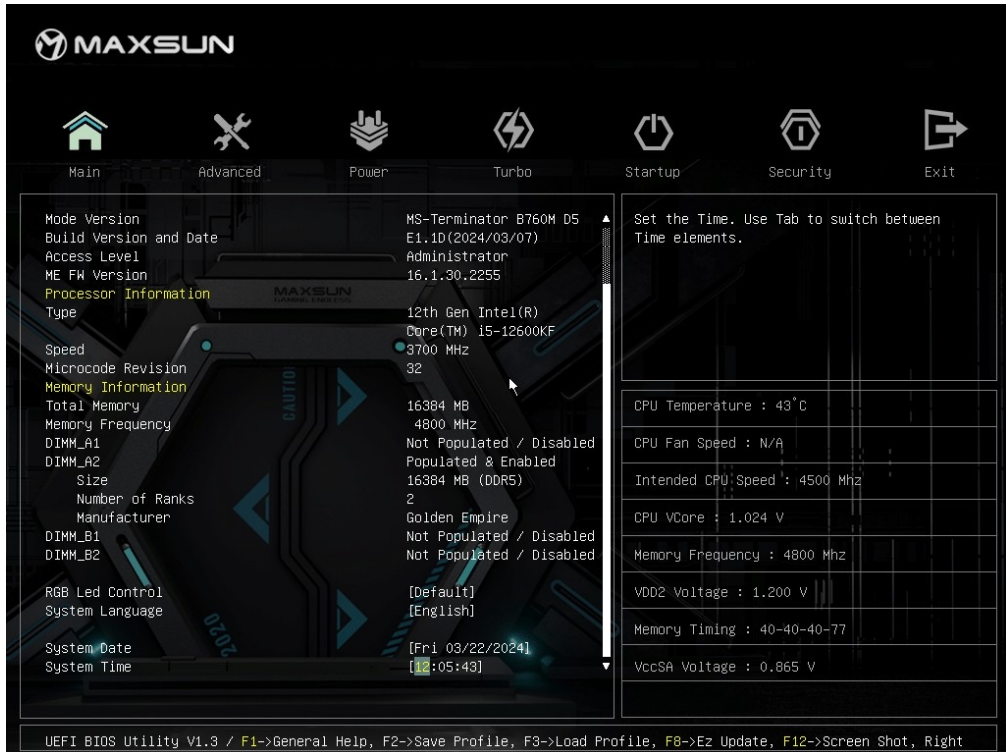 MAXSUN
Main Advanced Power Turbo Startup Security Exit
Mode Version MS-Terminator B760M D5
Build Version and Date E1.1D(2024/03/07)
Access Level Administrator
ME FW Version 16.1.30.2255
Processor Information
Type 12th Gen Intel(R)
Core(TM) i5-12600KF
Speed 3700 MHz
Microcode Revision 32
Memory Information
Total Memory 16384 MB
Memory Frequency 4800 MHz
DIMM_A1 Not Populated / Disabled
DIMM_A2 Populated & Enabled
Size 16384 MB (DDR5)
Number of Ranks 2
Manufacturer Golden Empire
DIMM_B1 Not Populated / Disabled
DIMM_B2 Not Populated / Disabled
RGB Led Control [Default]
System Language [English]
System Date [Fri 03/22/2024]
System Time [12:05:43]
Set the Time. Use Tab to switch between
Time elements.
CPU Temperature : 43°C
CPU Fan Speed : N/A
Intended CPU Speed : 4500 Mhz
CPU VCore : 1.024 V
Memory Frequency : 4800 Mhz
VDD2 Voltage : 1.200 V
Memory Timing : 40-40-40-77
VccSA Voltage : 0.865 V
MAXSUN
GAMING ENDLESS
CAUTIO
2020
UEFI BIOS Utility V1.3 / F1->General Help, F2->Save Profile, F3->Load Profile, F8->Ez Update, F12->Screen Shot, Right